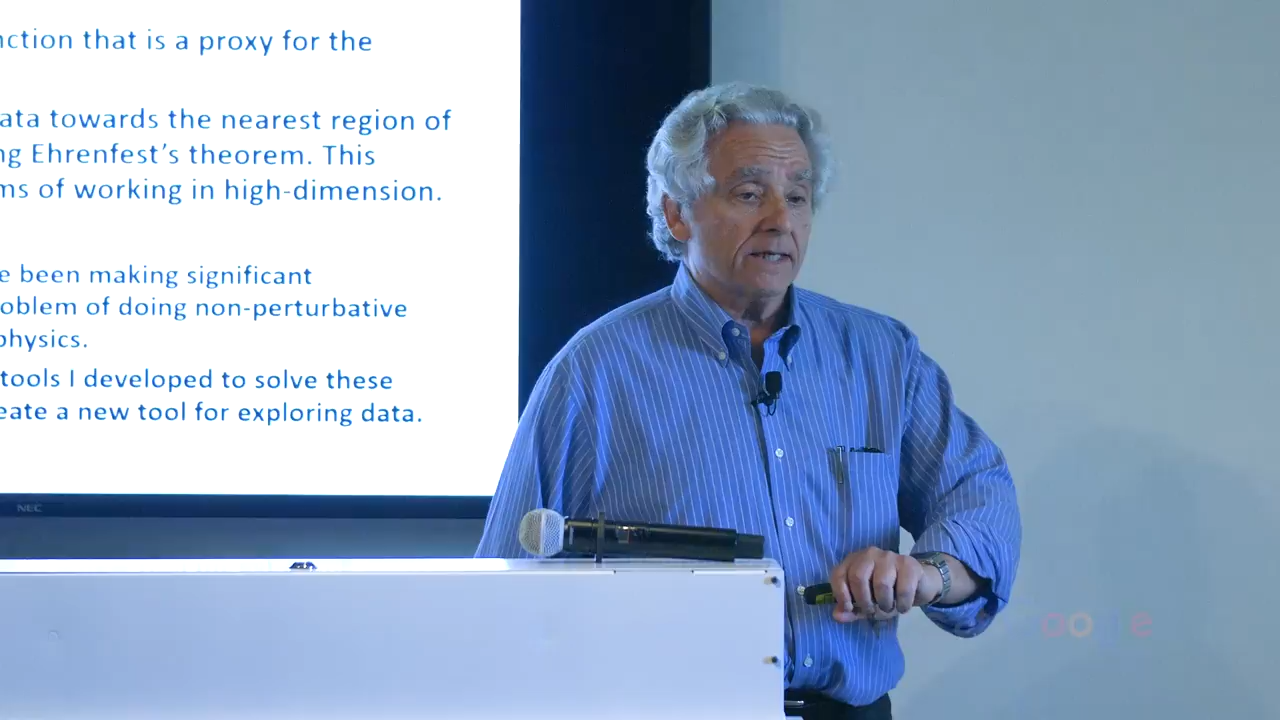 nction that is a proxy for the
ata towards the nearest region of
ng Ehrenfest's theorem. This
ms of working in high-dimension.
e been making significant
oblem of doing non-perturbative
physics.
tools I developed to solve these
eate a new tool for exploring data.
NEC
Google